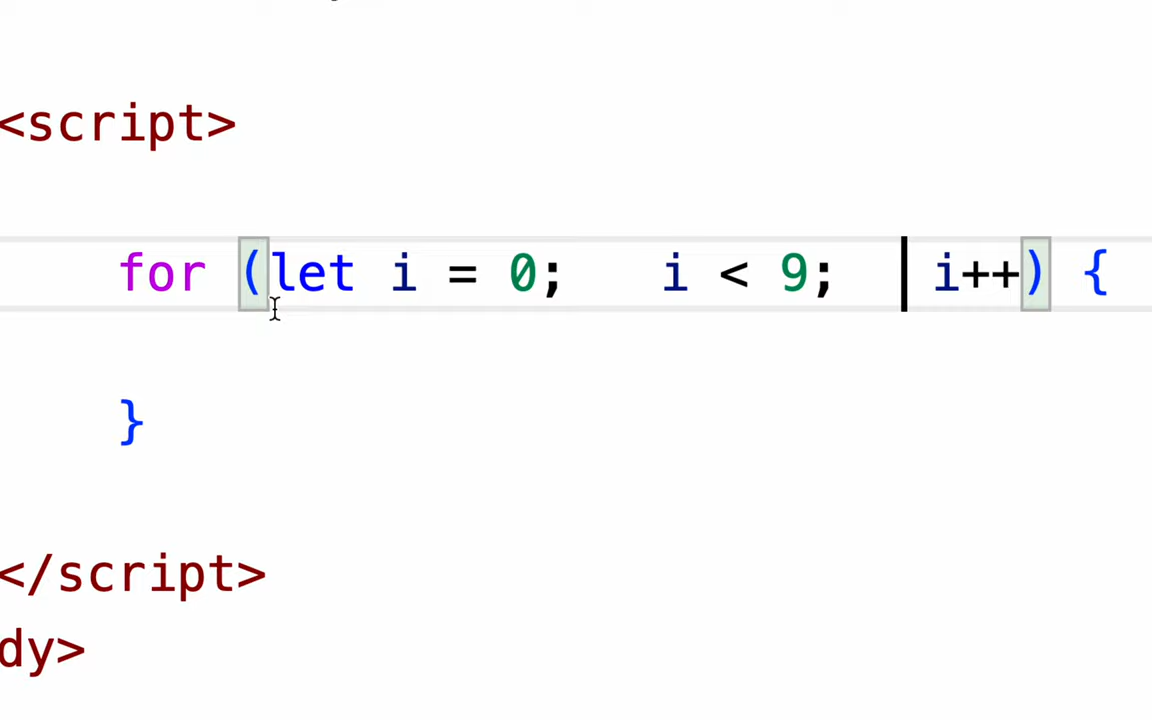 <script>
for (let i = 0;   i < 9;   i++) {
}
</script>
dy>